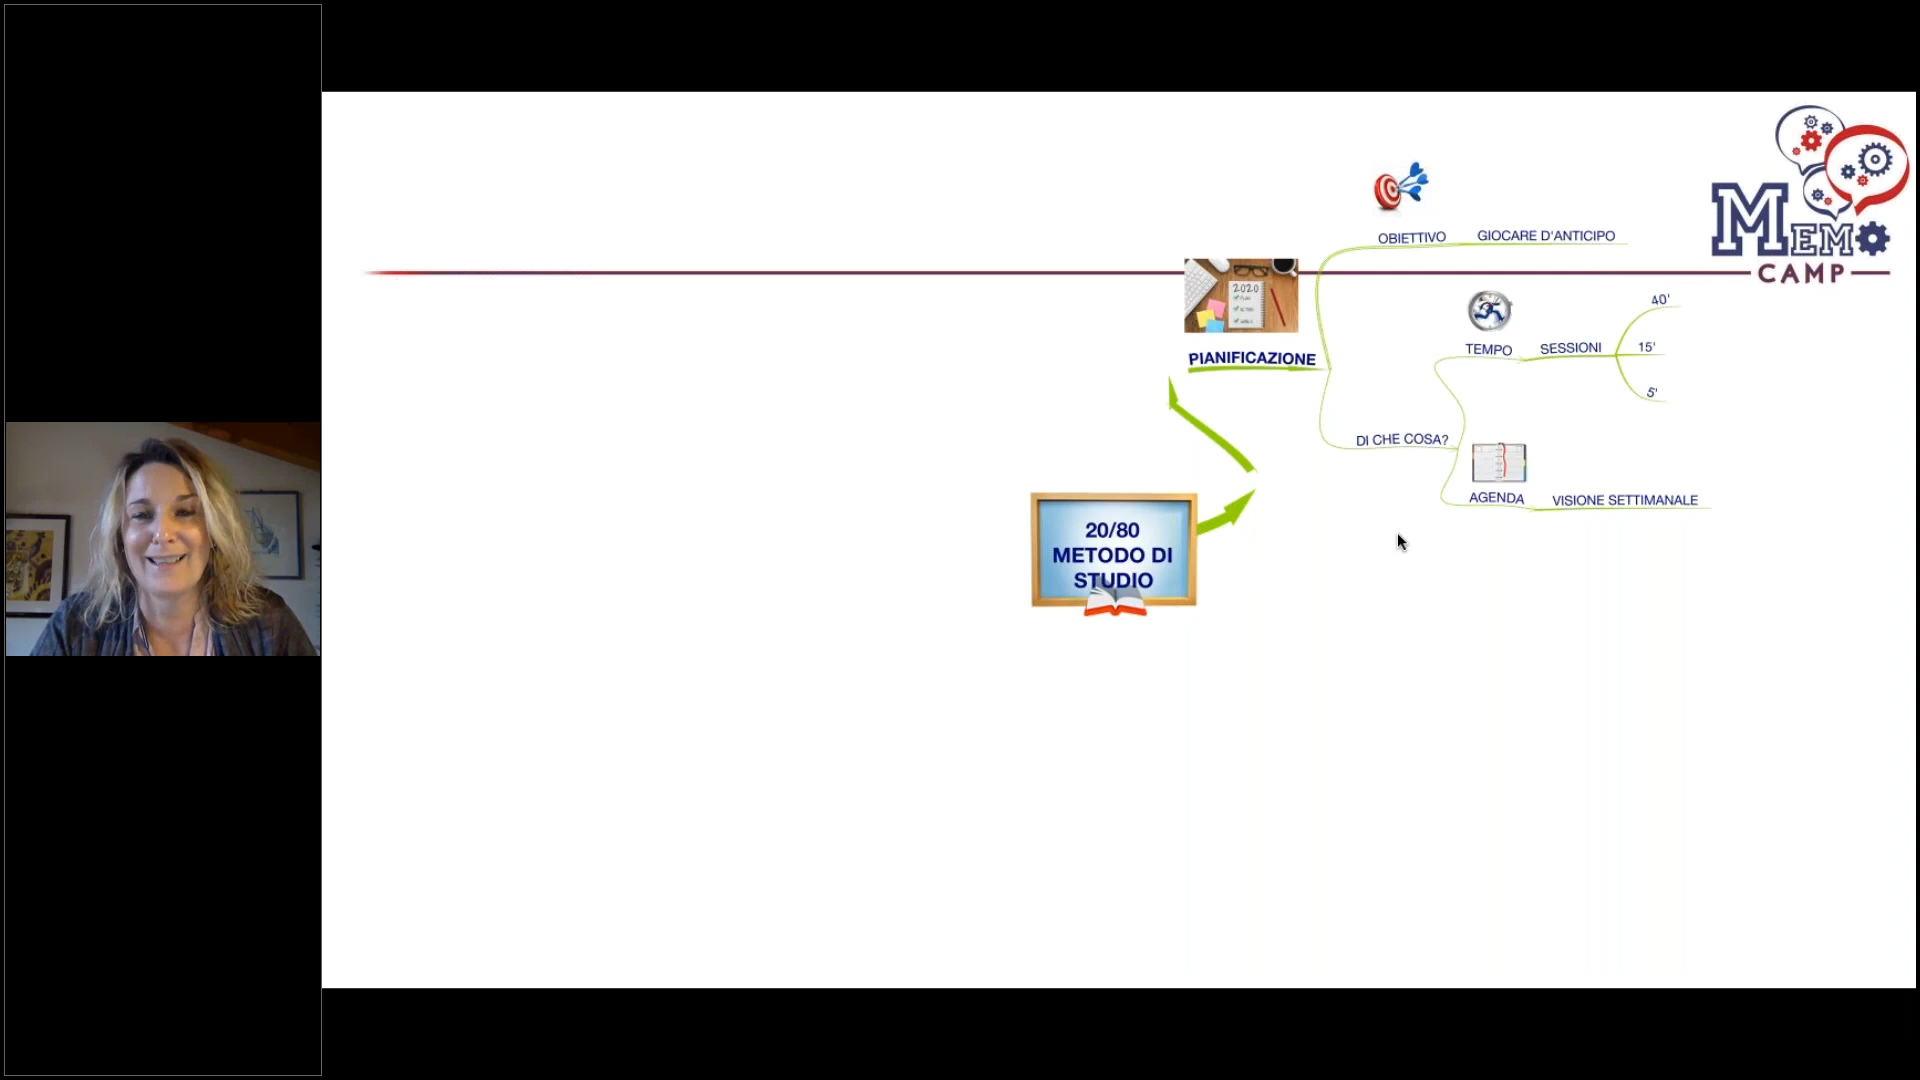 MEMO
CAMP
OBIETTIVO
GIOCARE D'ANTICIPO
2020
PIANIFICAZIONE
40'
TEMPO
SESSIONI
15'
5'
DI CHE COSA?
AGENDA
VISIONE SETTIMANALE
20/80
METODO DI
STUDIO